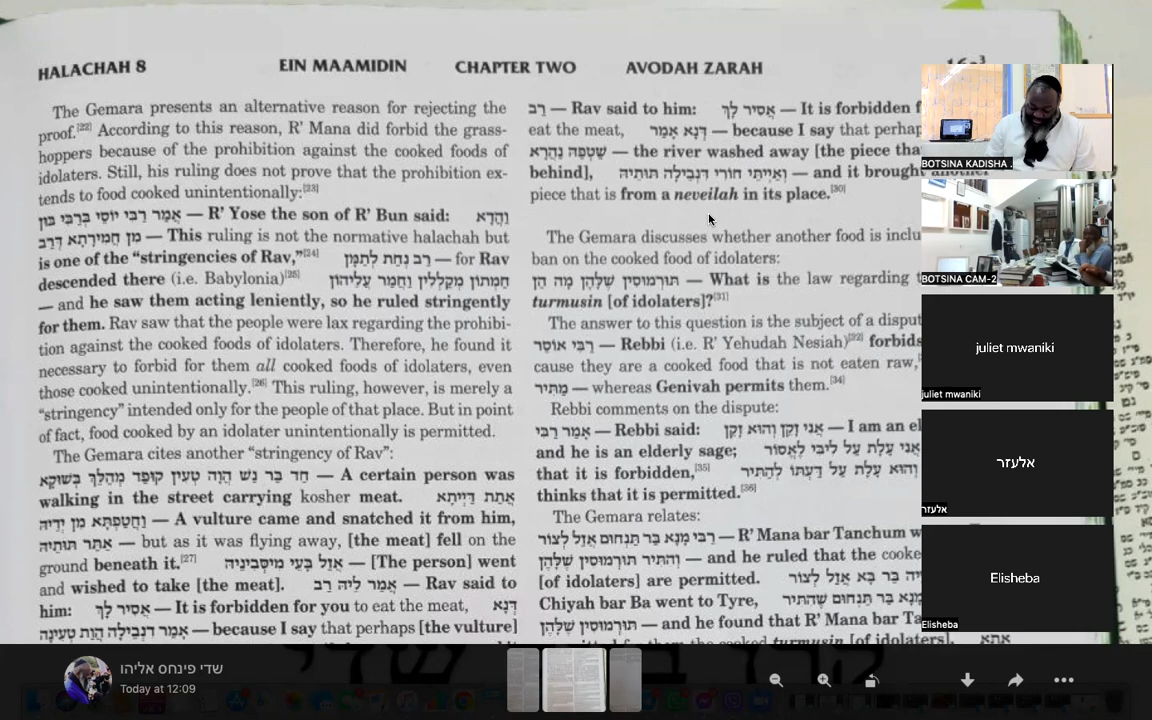 HALACHAH 8 EIN MAAMIDIN CHAPTER TWO AVODAH ZARAH
The Gemara presents an alternative reason for rejecting the
proof.[22] According to this reason, R' Mana did forbid the grass-
hoppers because of the prohibition against the cooked foods of
idolaters. Still, his ruling does not prove that the prohibition ex-
tends to food cooked unintentionally:[23]
אָמַר רַבִּי יוֹסֵי בְּרַבִּי בּוּן — R' Yose the son of R' Bun said: וַהֲדָא
מִן חֲמִירָתָא דְּרַב — This ruling is not the normative halachah but
is one of the “stringencies of Rav,”[24] רַב נְחַת לְתַמָּן — for Rav
descended there (i.e. Babylonia)[25] חַמְתוֹן מְקַלְּלִין וַחֲמַר עֲלֵיהוֹן
— and he saw them acting leniently, so he ruled stringently
for them. Rav saw that the people were lax regarding the prohibi-
tion against the cooked foods of idolaters. Therefore, he found it
necessary to forbid for them all cooked foods of idolaters, even
those cooked unintentionally.[26] This ruling, however, is merely a
“stringency” intended only for the people of that place. But in point
of fact, food cooked by an idolater unintentionally is permitted.
The Gemara cites another “stringency of Rav”:
חַד בַּר נַשׁ הֲוָה טְעִין קוּפַּד מְהַלֵּךְ בְּשׁוּקָא — A certain person was
walking in the street carrying kosher meat. אֲתַת דַּיְיתָא
וַחֲטַפְתָּא מִן יְדֵיהּ — A vulture came and snatched it from him,
אַתַּר תּוּתֵיהּ — but as it was flying away, [the meat] fell on the
ground beneath it.[27] אֲזַל בָּעֵי מֵיסְבִּינֵיהּ — [The person] went
and wished to take [the meat]. אֲמַר לֵיהּ רַב — Rav said to
him: אָסִיר לָךְ — It is forbidden for you to eat the meat, דְּנָא
אָמַר דִּנְבֵילָה הֲוַת טְעִינָה — because I say that perhaps [the vulture]
רַב — Rav said to him: אָסִיר לָךְ — It is forbidden f
eat the meat, דְּנָא אָמַר — because I say that perhap
שְׁטָפָהּ נַהֲרָא — the river washed away [the piece tha
behind], וְאַיְיתֵי חוֹרֵי דִּנְבֵילָה תּוּתֵיהּ — and it brought another
piece that is from a neveilah in its place.[30]
The Gemara discusses whether another food is inclu
ban on the cooked food of idolaters:
תּוּרְמוּסִין שֶׁלָּהֶן מָה הֵן — What is the law regarding
turmusin [of idolaters]?[31]
The answer to this question is the subject of a disput
רַבִּי אוֹסֵר — Rebbi (i.e. R' Yehudah Nesiah)[32] forbids
cause they are a cooked food that is not eaten raw,
מַתִּיר — whereas Genivah permits them.[34]
Rebbi comments on the dispute:
אָמַר רַבִּי — Rebbi said: אֲנִי זָקֵן וְהוּא זָקֵן — I am an el
and he is an elderly sage; אֲנִי עָלַת עַל לִיבִּי לֶאֱסוֹר
that it is forbidden,[35] וְהוּא עָלַת עַל דַּעְתּוֹ לְהַתִּיר
thinks that it is permitted.[36]
The Gemara relates:
רַבִּי מָנָא בַּר תַּנְחוּם אֲזַל לְצוֹר — R' Mana bar Tanchum w
וְהִתִּיר תּוּרְמוּסִין שֶׁלָּהֶן — and he ruled that the cooke
[of idolaters] are permitted. יה בַּר בָּא אֲזַל לְצוֹר
Chiyah bar Ba went to Tyre, מָנָא בַּר תַּנְחוּם שֶׁהִתִּיר
תּוּרְמוּסִין שֶׁלָּהֶן — and he found that R' Mana bar Ta
for them the cooked turmusin [of idolaters]. אֲתָא
BOTSINA KADISHA .
BOTSINA CAM-2
juliet mwaniki
juliet mwaniki
אלעזר
אלעזר
Elisheba
Elisheba
שדי פינחס אליהו
Today at 12:09